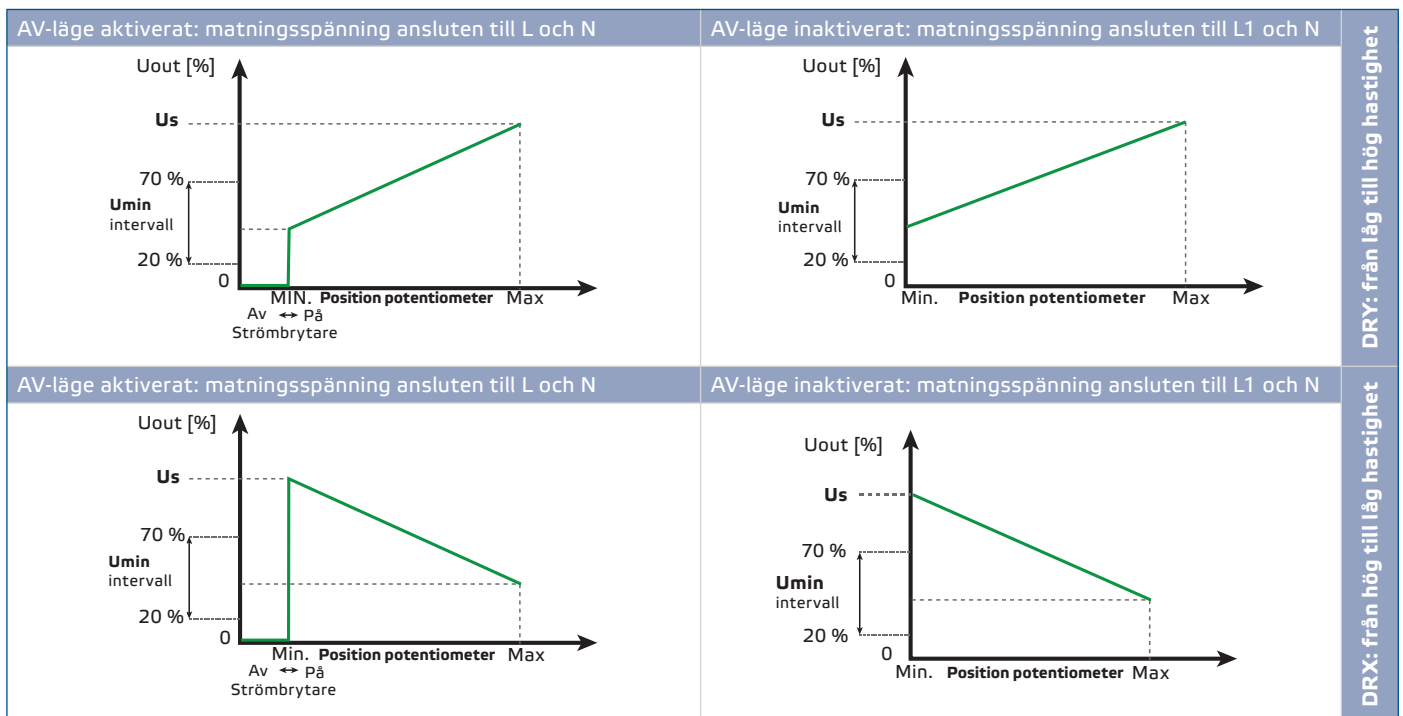 AV-läge aktiverat: matningsspänning ansluten till L och N
Uout [%]
Us
70 %
Umin
intervall
20 %
0
MIN. Position potentiometer Max
Av ↔ På
Strömbrytare
AV-läge inaktiverat: matningsspänning ansluten till L1 och N
Uout [%]
Us
70 %
Umin
intervall
20 %
0
Min. Position potentiometer Max
DRY: från låg till hög hastighet
AV-läge aktiverat: matningsspänning ansluten till L och N
Uout [%]
Us
70 %
Umin
intervall
20 %
0
Min. Position potentiometer Max
Av ↔ På
Strömbrytare
AV-läge inaktiverat: matningsspänning ansluten till L1 och N
Uout [%]
Us
70 %
Umin
intervall
20 %
0
Min. Position potentiometer Max
DRX: från hög till låg hastighet